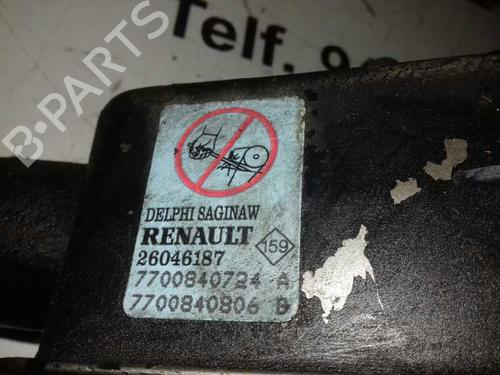 Telf. 9
B-PARTS
DELPHI SAGINAW
RENAULT
159
26046187
7700840724 A
7700840806 B